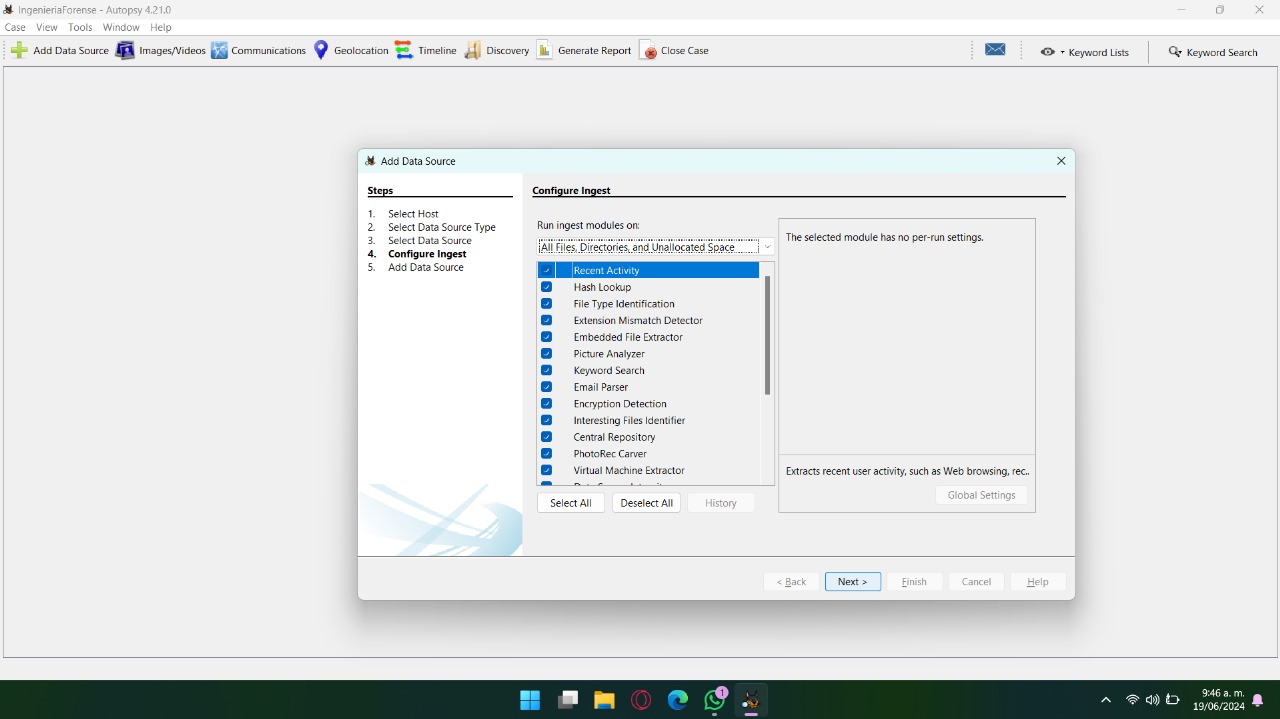 IngenieriaForense - Autopsy 4.21.0
Case View Tools Window Help
Add Data Source Images/Videos Communications Geolocation Timeline Discovery Generate Report Close Case Keyword Lists Keyword Search
Add Data Source
Steps
1. Select Host
2. Select Data Source Type
3. Select Data Source
4. Configure Ingest
5. Add Data Source
Configure Ingest
Run ingest modules on:
All Files, Directories, and Unallocated Space
Recent Activity
Hash Lookup
File Type Identification
Extension Mismatch Detector
Embedded File Extractor
Picture Analyzer
Keyword Search
Email Parser
Encryption Detection
Interesting Files Identifier
Central Repository
PhotoRec Carver
Virtual Machine Extractor
Select All Deselect All History
The selected module has no per-run settings.
Extracts recent user activity, such as Web browsing, rec..
Global Settings
< Back Next > Finish Cancel Help
1
9:46 a. m.
19/06/2024